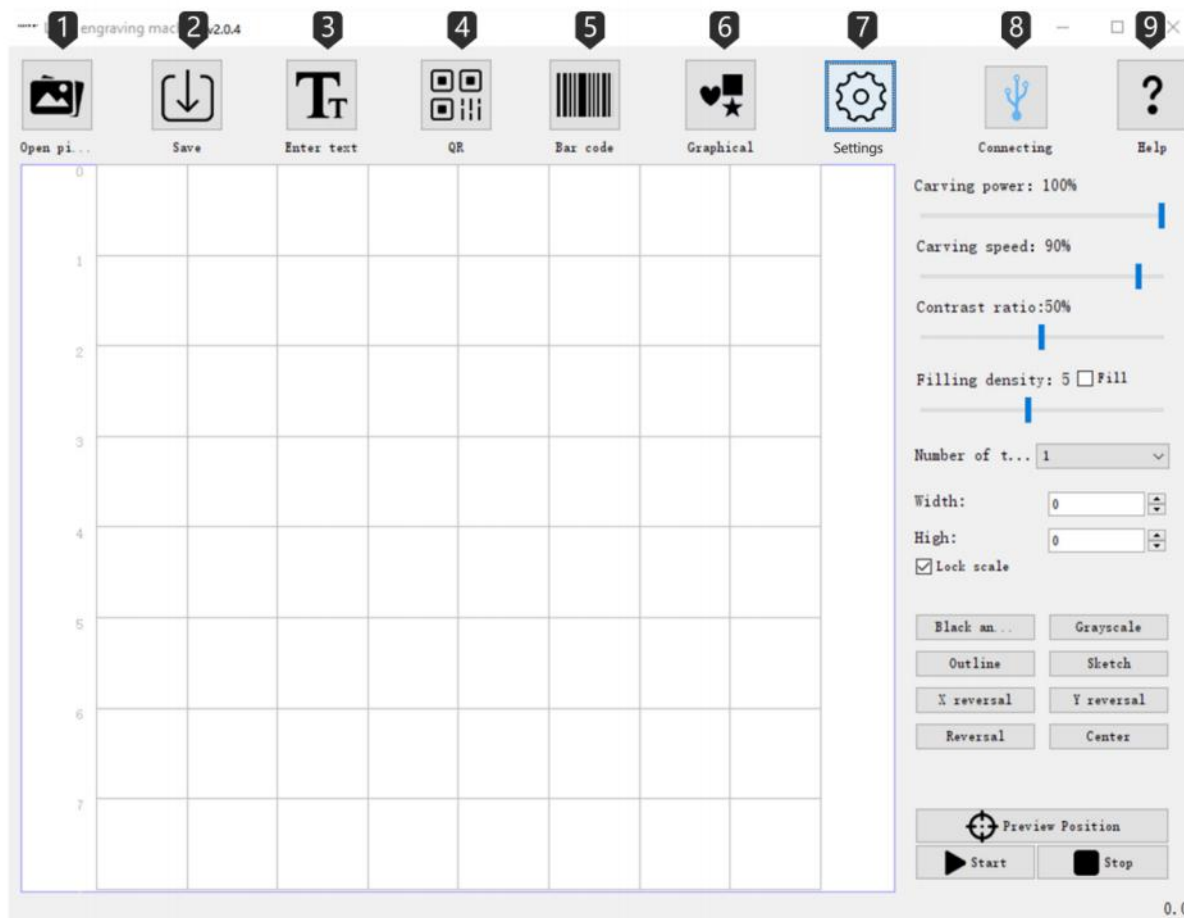 1 2 3 4 5 6 7 8 9
engraving mac v2.0.4
Open pi... Save Enter text QR Bar code Graphical Settings Connecting Help
0
Carving power: 100%
Carving speed: 90%
1
Contrast ratio:50%
2
Filling density: 5 Fill
3
Number of t... 1
Width: 0
4
High: 0
Lock scale
5
Black an... Grayscale
Outline Sketch
X reversal Y reversal
6
Reversal Center
7
Preview Position
Start Stop